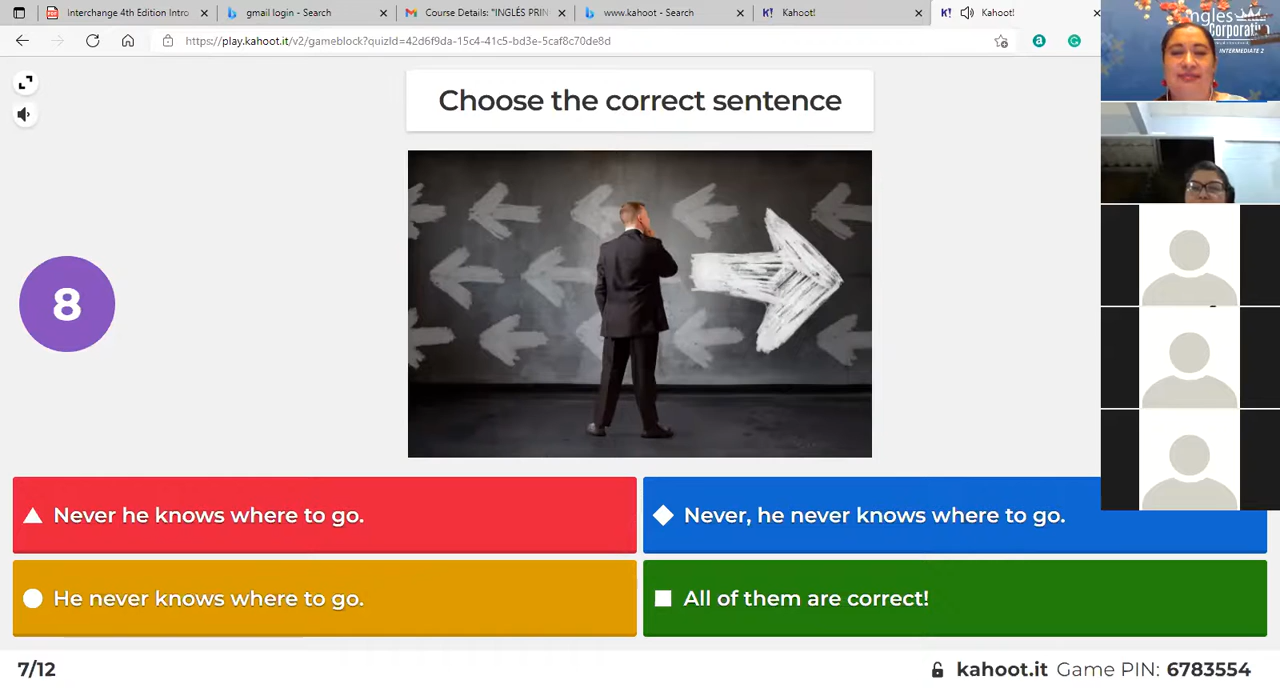 Interchange 4th Edition Intro
gmail login - Search
Course Details: "INGLÉS PRIN
www.kahoot - Search
Kahoot!
Kahoot!
https://play.kahoot.it/v2/gameblock?quizId=42d6f9da-15c4-41c5-bd3e-5caf8c70de8d
INTERMEDIATE 2
Choose the correct sentence
8
Never he knows where to go.
Never, he never knows where to go.
He never knows where to go.
All of them are correct!
7/12
kahoot.it Game PIN: 6783554